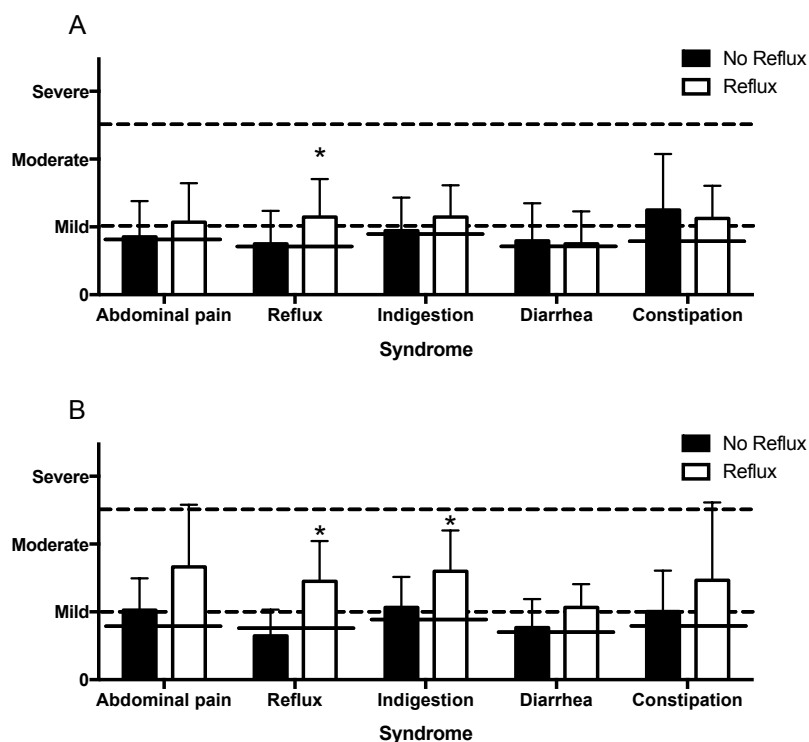 A
No Reflux
Reflux
Severe
*
Moderate
Mild
0
Abdominal pain Reflux Indigestion Diarrhea Constipation
Syndrome
B
No Reflux
Reflux
Severe
* *
Moderate
Mild
0
Abdominal pain Reflux Indigestion Diarrhea Constipation
Syndrome